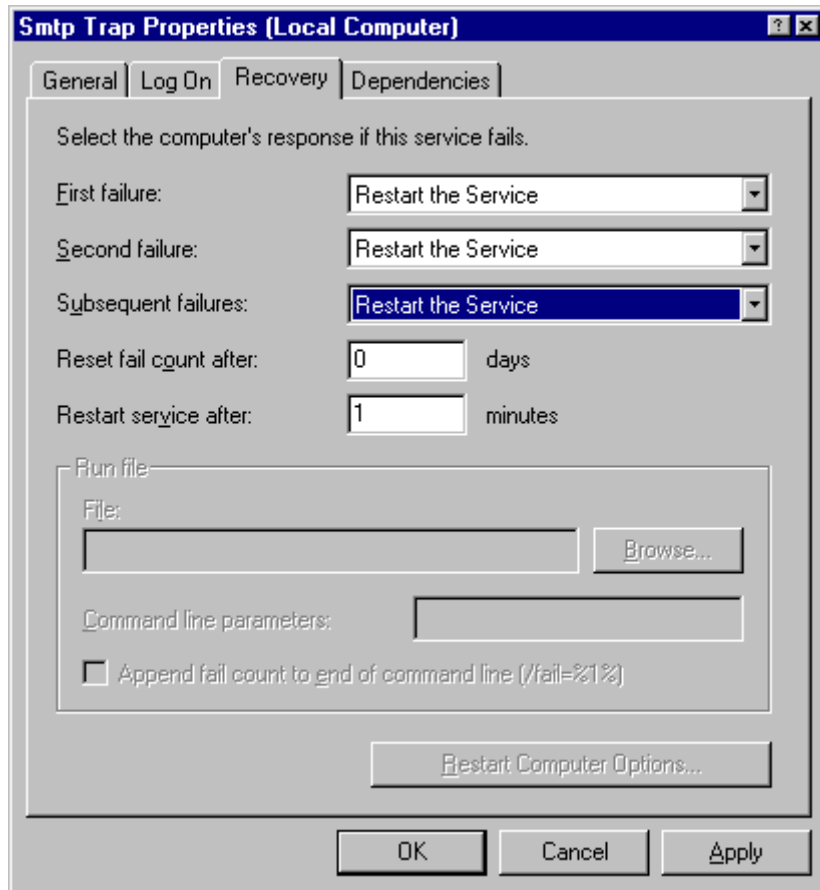 Smtp Trap Properties (Local Computer)
General Log On Recovery Dependencies
Select the computer's response if this service fails.
First failure: Restart the Service
Second failure: Restart the Service
Subsequent failures: Restart the Service
Reset fail count after: 0 days
Restart service after: 1 minutes
Run file
File:
Browse...
Command line parameters:
Append fail count to end of command line (/fail=%1%)
Restart Computer Options...
OK Cancel Apply